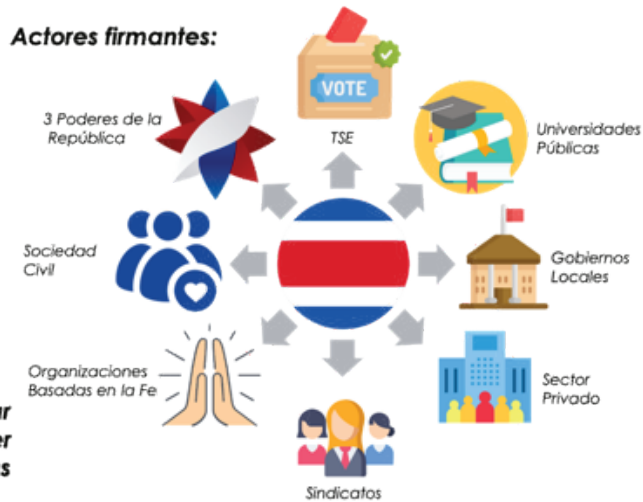 Actores firmantes:
VOTE
TSE
3 Poderes de la
República
Universidades
Públicas
Sociedad
Civil
Gobiernos
Locales
Organizaciones
Basadas en la Fe
Sector
Privado
Sindicatos